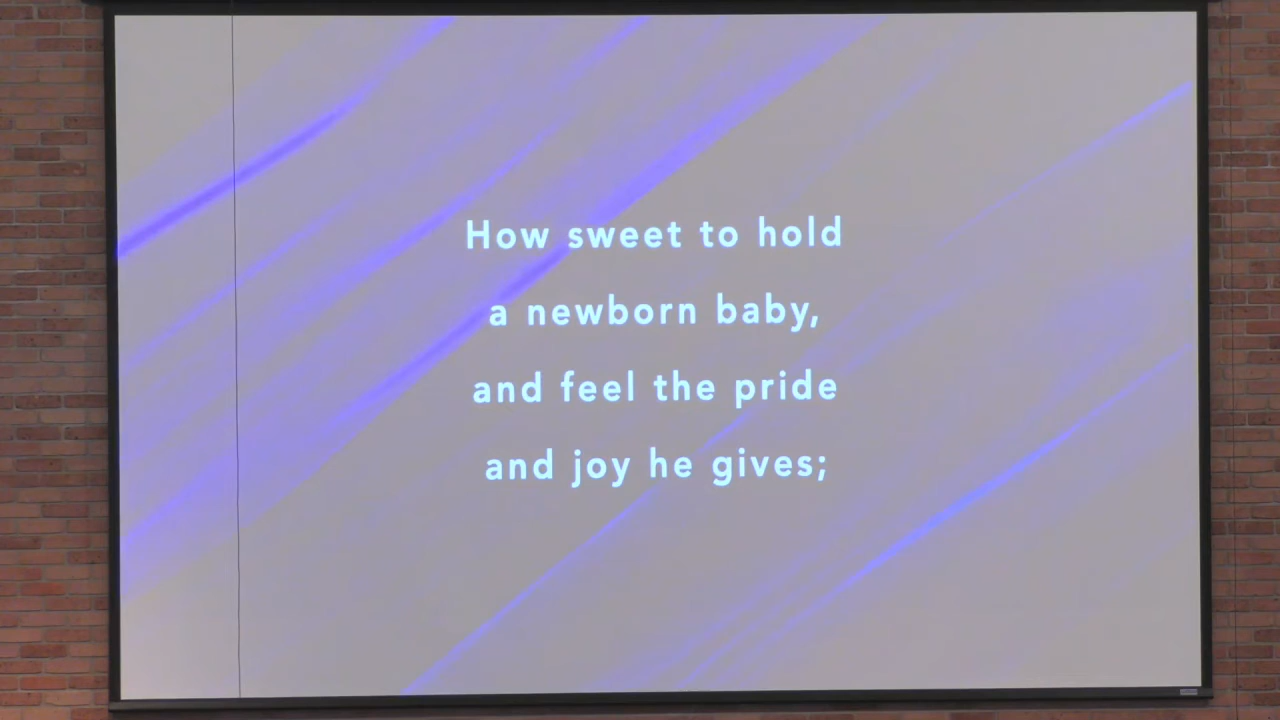 How sweet to hold
a newborn baby,
and feel the pride
and joy he gives;